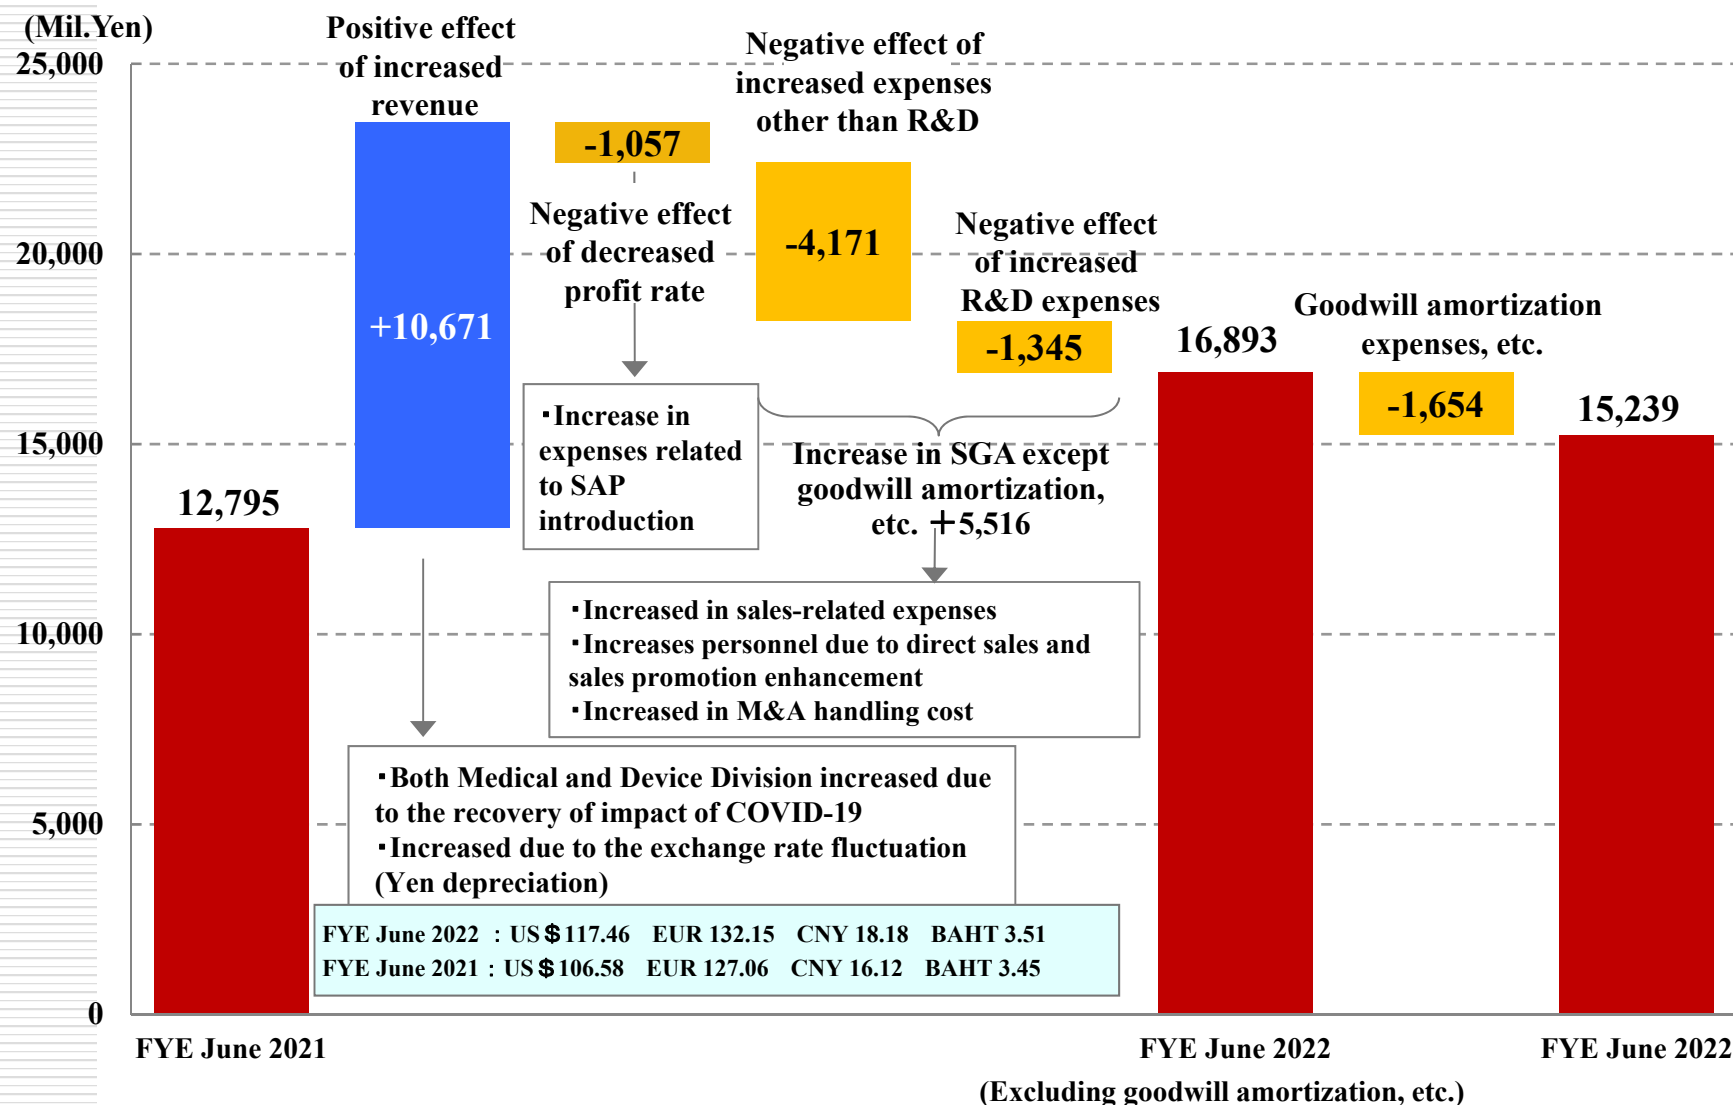 (Mil.Yen)
25,000
20,000
15,000
10,000
5,000
0
Positive effect
of increased
revenue
Negative effect of
increased expenses
other than R&D
-1,057
Negative effect
of decreased
profit rate
-4,171
Negative effect
of increased
R&D expenses
+10,671
-1,345
16,893
Goodwill amortization
expenses, etc.
-1,654
15,239
12,795
・Increase in
expenses related
to SAP
introduction
Increase in SGA except
goodwill amortization,
etc. ＋5,516
・Increased in sales-related expenses
・Increases personnel due to direct sales and
sales promotion enhancement
・Increased in M&A handling cost
・Both Medical and Device Division increased due
to the recovery of impact of COVID-19
・Increased due to the exchange rate fluctuation
(Yen depreciation)
FYE June 2022 ：US＄117.46 EUR 132.15 CNY 18.18 BAHT 3.51
FYE June 2021：US＄106.58 EUR 127.06 CNY 16.12 BAHT 3.45
FYE June 2021
FYE June 2022
(Excluding goodwill amortization, etc.)
FYE June 2022